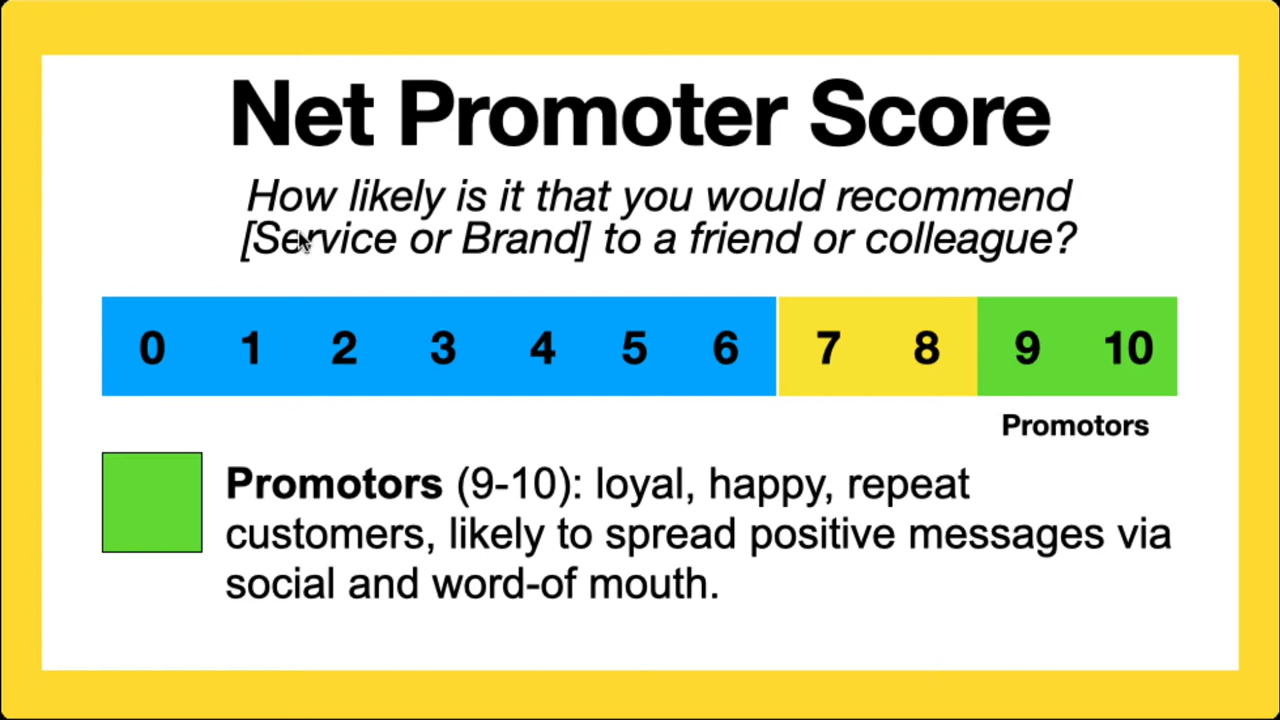 Net Promoter Score
How likely is it that you would recommend
[Service or Brand] to a friend or colleague?
0 1 2 3 4 5 6 7 8 9 10
Promotors
Promotors (9-10): loyal, happy, repeat
customers, likely to spread positive messages via
social and word-of mouth.